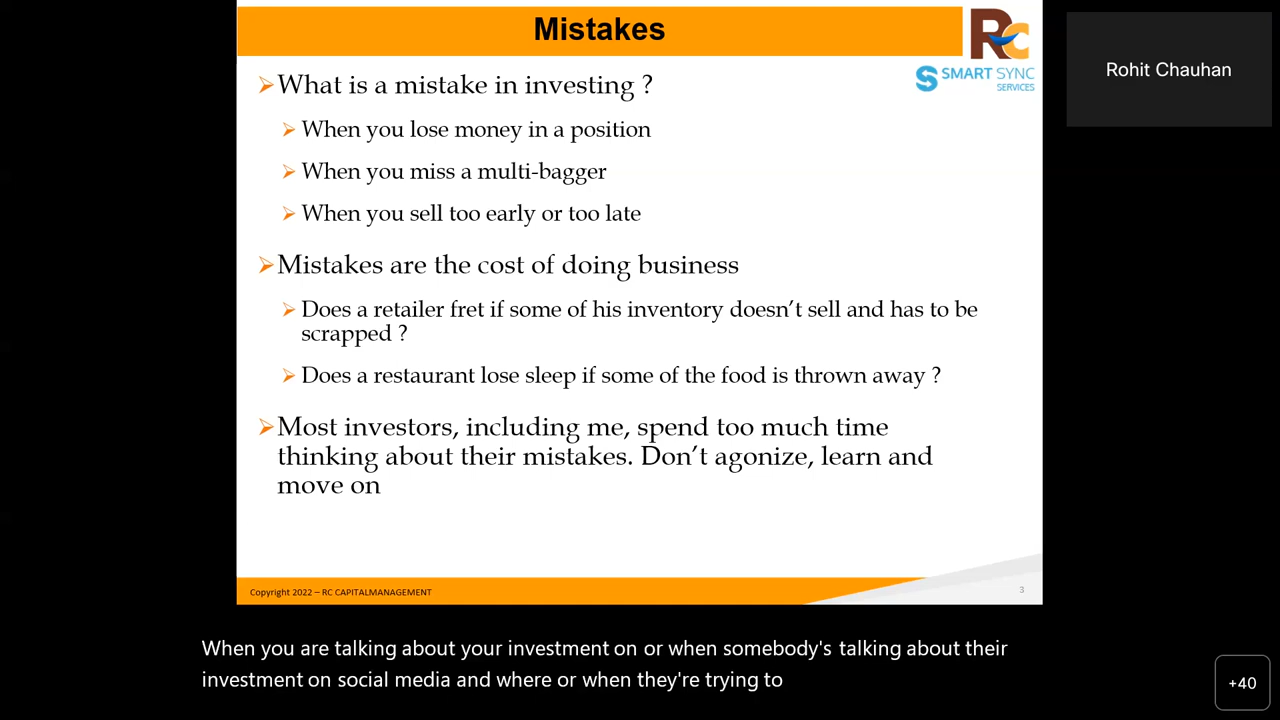 Mistakes
Rc
SMART SYNC
SERVICES
Rohit Chauhan
➢What is a mistake in investing ?
➢ When you lose money in a position
➢ When you miss a multi-bagger
➢ When you sell too early or too late
➢Mistakes are the cost of doing business
➢ Does a retailer fret if some of his inventory doesn’t sell and has to be
scrapped ?
➢ Does a restaurant lose sleep if some of the food is thrown away ?
➢Most investors, including me, spend too much time
thinking about their mistakes. Don’t agonize, learn and
move on
Copyright 2022 – RC CAPITALMANAGEMENT
3
When you are talking about your investment on or when somebody's talking about their
investment on social media and where or when they're trying to
+40